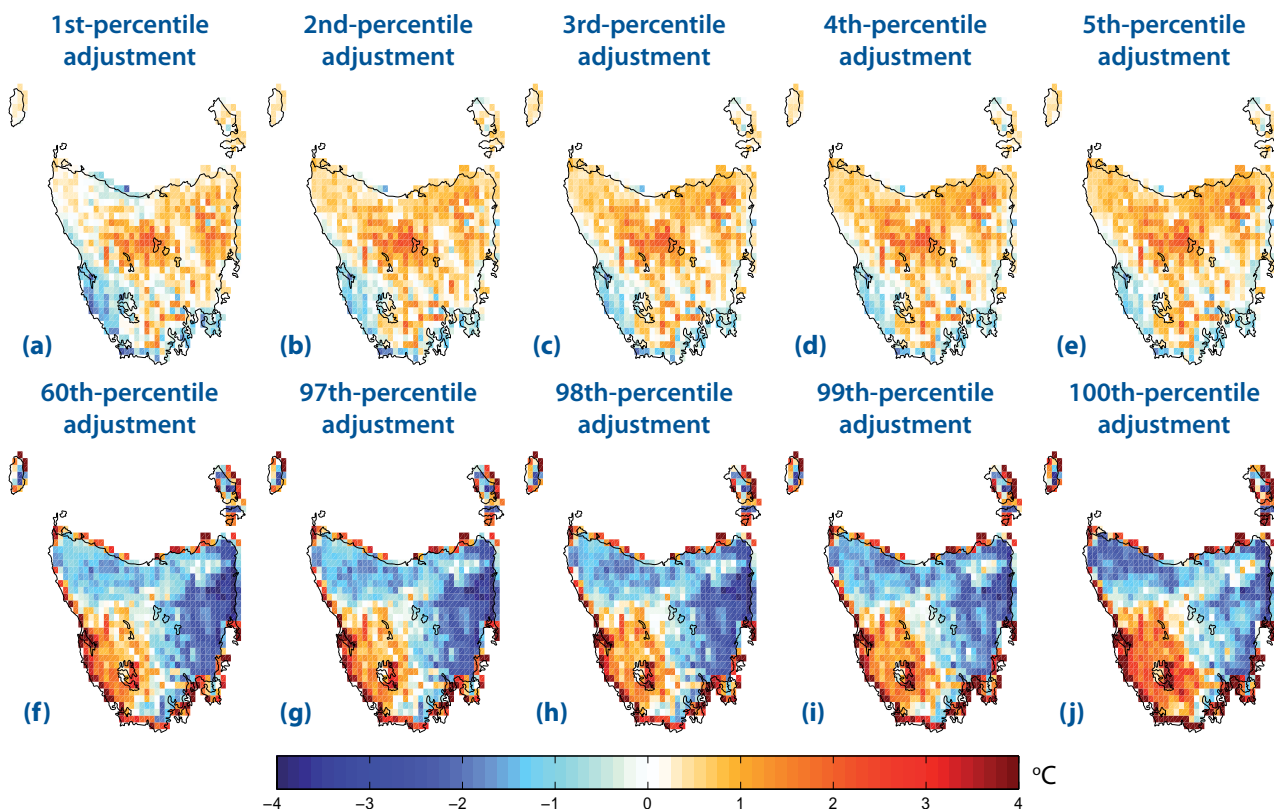 1st-percentile
adjustment
2nd-percentile
adjustment
3rd-percentile
adjustment
4th-percentile
adjustment
5th-percentile
adjustment
(a)
(b)
(c)
(d)
(e)
60th-percentile
adjustment
97th-percentile
adjustment
98th-percentile
adjustment
99th-percentile
adjustment
100th-percentile
adjustment
(f)
(g)
(h)
(i)
(j)
−4 −3 −2 −1 0 1 2 3 4 ºC